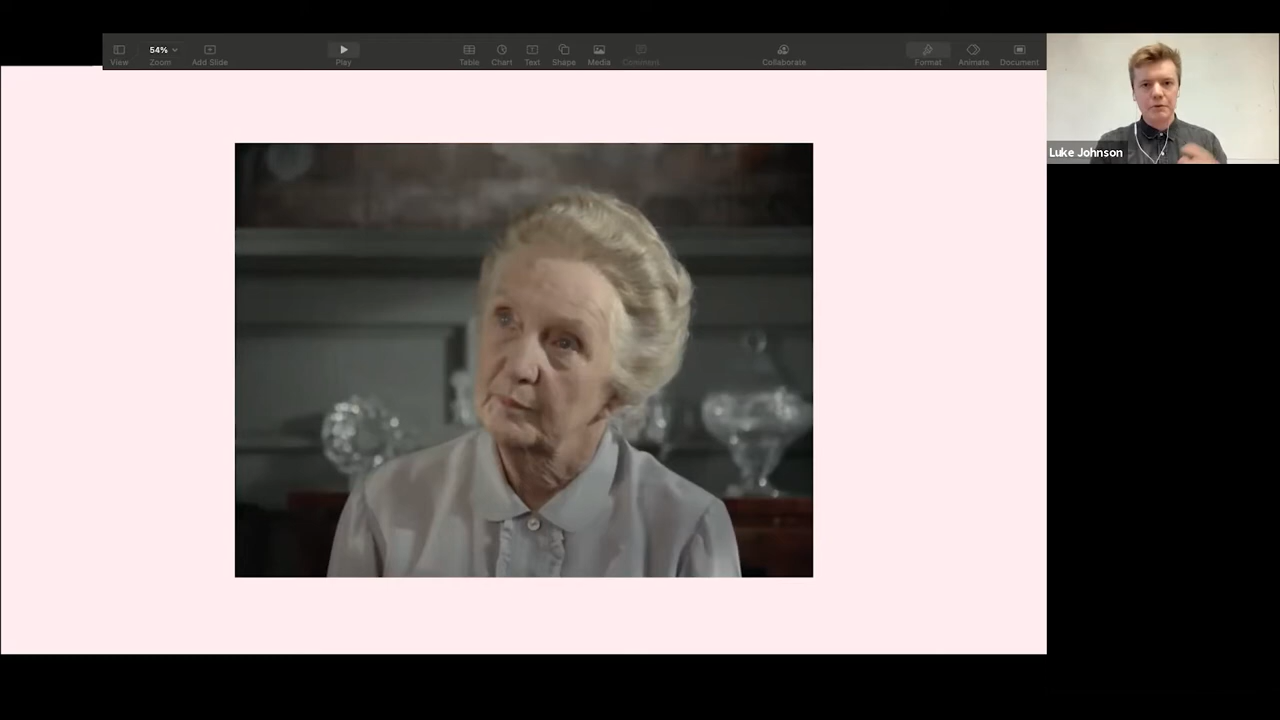 54%
View Zoom Add Slide Play Table Chart Text Shape Media Comment Collaborate Format Animate Document
Luke Johnson